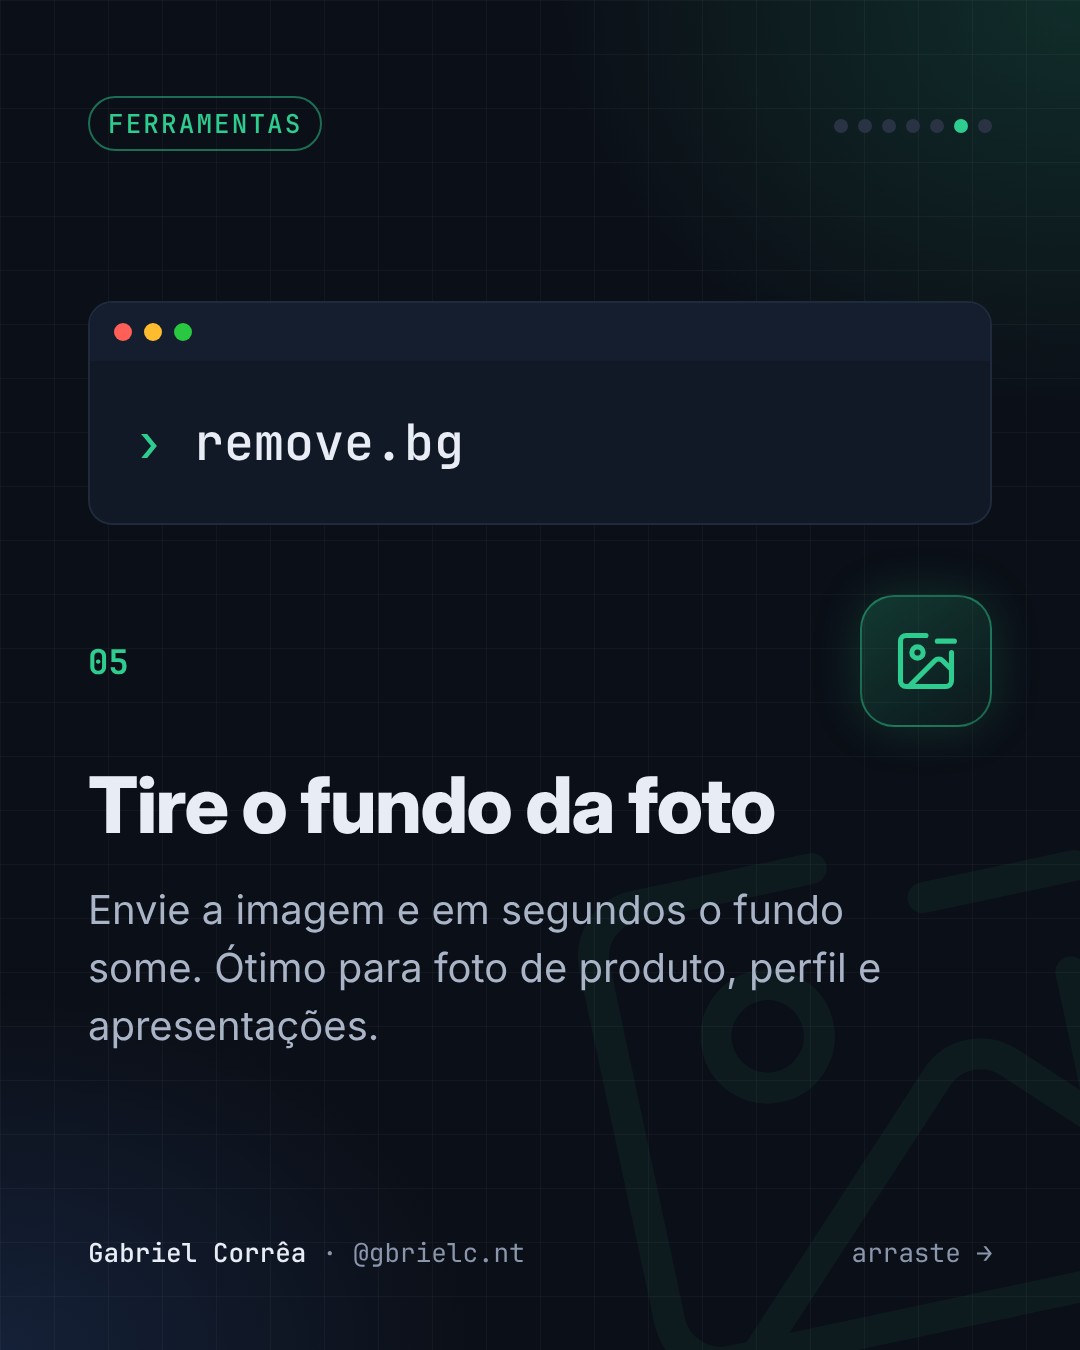 FERRAMENTAS
› remove.bg
05
Tire o fundo da foto
Envie a imagem e em segundos o fundo
some. Ótimo para foto de produto, perfil e
apresentações.
Gabriel Corrêa · @gbrielc.nt
arraste →